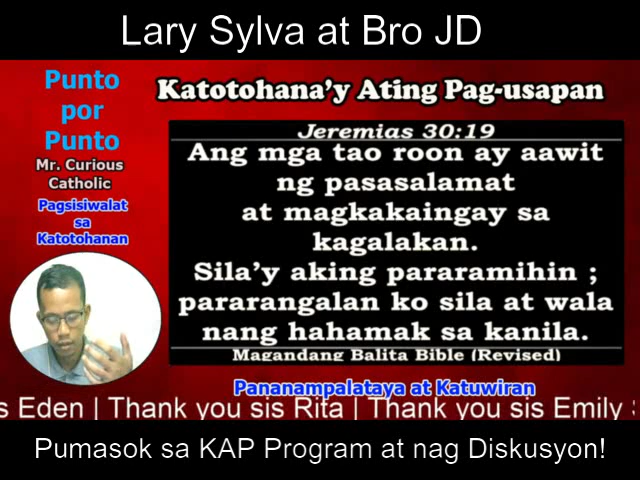 Lary Sylva at Bro JD
Punto
por
Punto
Mr. Curious
Catholic
Pagsisiwalat
sa
Katotohanan
Katotohana'y Ating Pag-usapan
Jeremias 30:19
Ang mga tao roon ay aawit
ng pasasalamat
at magkakaingay sa
kagalakan.
Sila'y aking pararamihin ;
pararangalan ko sila at wala
nang hahamak sa kanila.
Magandang Balita Bible (Revised)
Pananampalataya at Katuwiran
s Eden | Thank you sis Rita | Thank you sis Emily
Pumasok sa KAP Program at nag Diskusyon!